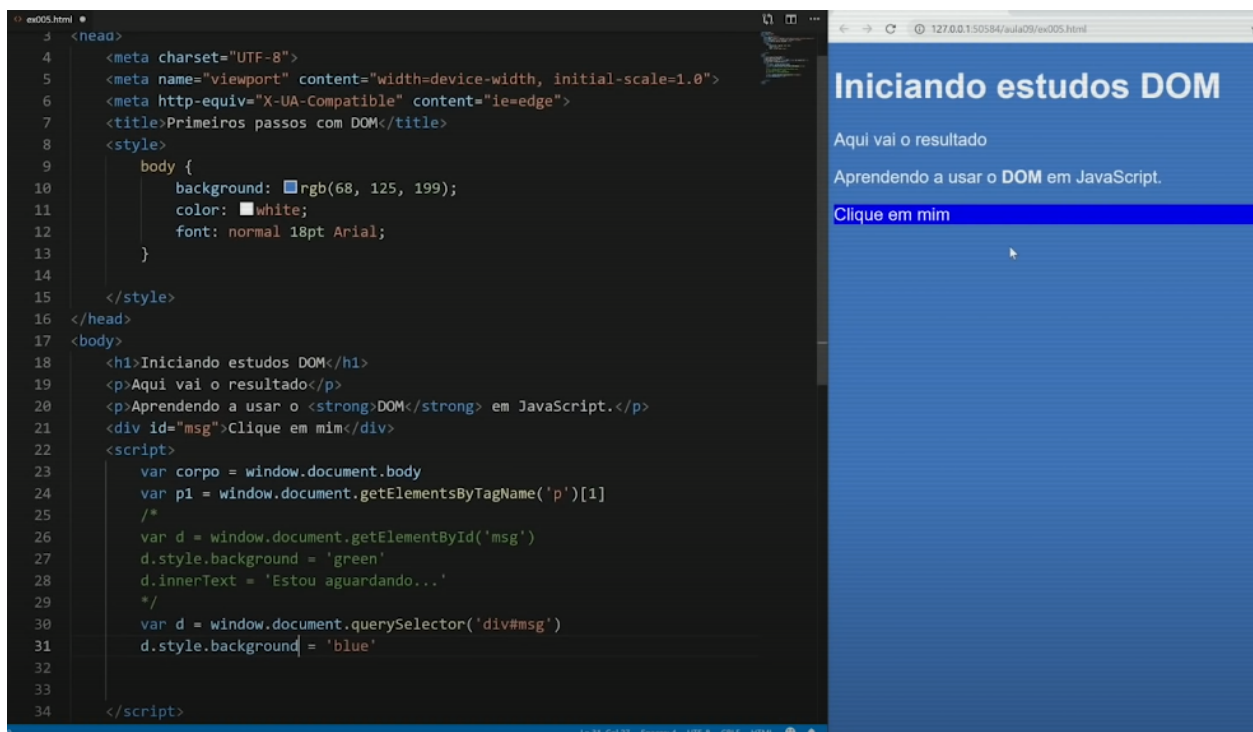 ex005.html
3 <head>
4 <meta charset="UTF-8">
5 <meta name="viewport" content="width=device-width, initial-scale=1.0">
6 <meta http-equiv="X-UA-Compatible" content="ie=edge">
7 <title>Primeiros passos com DOM</title>
8 <style>
9 body {
10 background: rgb(68, 125, 199);
11 color: white;
12 font: normal 18pt Arial;
13 }
14
15 </style>
16 </head>
17 <body>
18 <h1>Iniciando estudos DOM</h1>
19 <p>Aqui vai o resultado</p>
20 <p>Aprendendo a usar o <strong>DOM</strong> em JavaScript.</p>
21 <div id="msg">Clique em mim</div>
22 <script>
23 var corpo = window.document.body
24 var p1 = window.document.getElementsByTagName('p')[1]
25 /*
26 var d = window.document.getElementById('msg')
27 d.style.background = 'green'
28 d.innerText = 'Estou aguardando...'
29 */
30 var d = window.document.querySelector('div#msg')
31 d.style.background = 'blue'
32
33
34 </script>
127.0.0.1:50584/aula09/ex005.html
Iniciando estudos DOM
Aqui vai o resultado
Aprendendo a usar o DOM em JavaScript.
Clique em mim